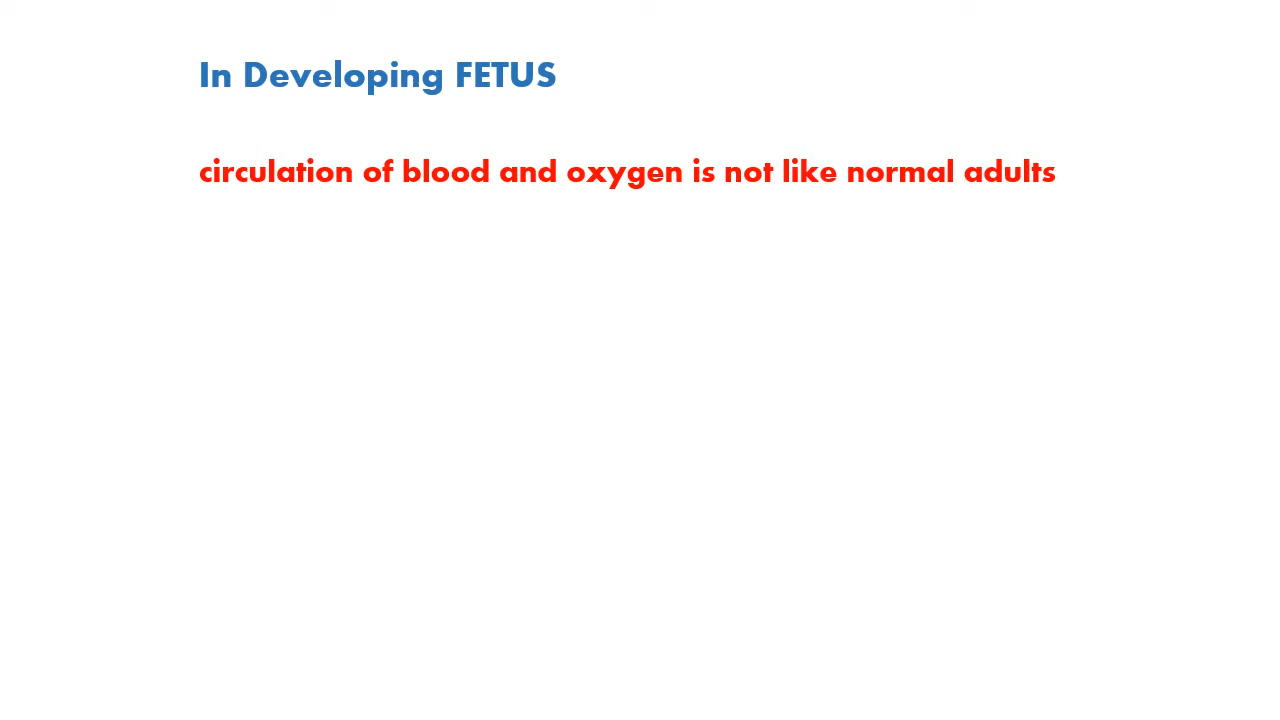 In Developing FETUS
circulation of blood and oxygen is not like normal adults